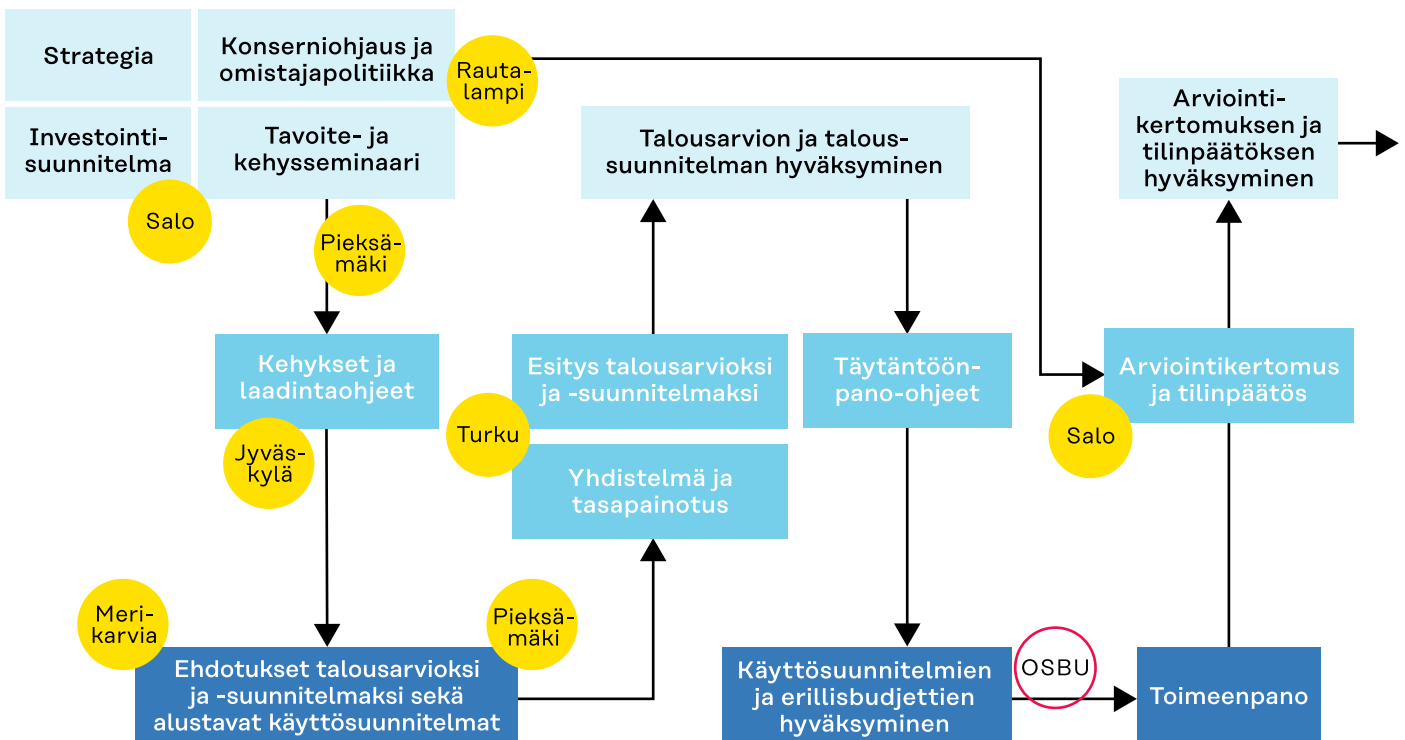 Strategia
Konserniohjaus ja
omistajapolitiikka
Rauta-
lampi
Investointi-
suunnitelma
Tavoite- ja
kehysseminaari
Talousarvion ja talous-
suunnitelman hyväksyminen
Arviointi-
kertomuksen ja
tilinpäätöksen
hyväksyminen
Salo
Pieksä-
mäki
Kehykset ja
laadintaohjeet
Esitys talousarvioksi
ja -suunnitelmaksi
Täytäntöön-
pano-ohjeet
Arviointikertomus
ja tilinpäätös
Jyväs-
kylä
Turku
Salo
Yhdistelmä ja
tasapainotus
Meri-
karvia
Pieksä-
mäki
Ehdotukset talousarvioksi
ja -suunnitelmaksi sekä
alustavat käyttösuunnitelmat
Käyttösuunnitelmien
ja erillisbudjettien
hyväksyminen
OSBU
Toimeenpano